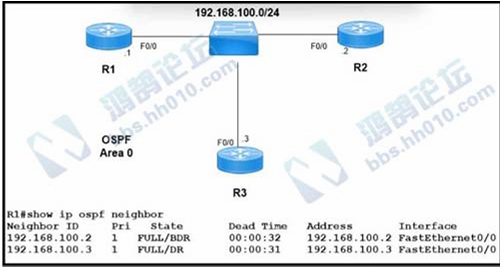 192.168.100.0/24
.1
F0/0
F0/0
.2
R1
R2
鸿鹄论坛
bbs.hh010.com
鸿鹄论坛
bbs.hh010.com
OSPF
Area 0
F0/0
.3
R3
R1#show ip ospf neighbor
Neighbor ID Pri State Dead Time Address Interface
192.168.100.2 1 FULL/BDR 00:00:32 192.168.100.2 FastEthernet0/0
192.168.100.3 1 FULL/DR 00:00:31 192.168.100.3 FastEthernet0/0